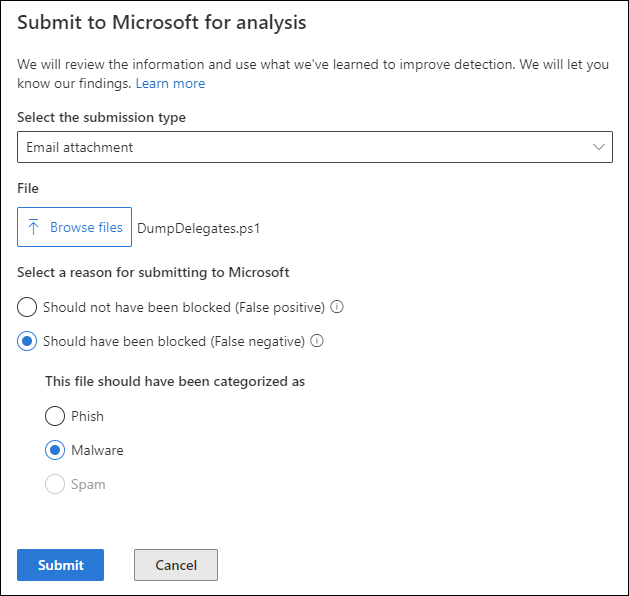 Submit to Microsoft for analysis
We will review the information and use what we've learned to improve detection. We will let you
know our findings. Learn more
Select the submission type
Email attachment
File
Browse files DumpDelegates.ps1
Select a reason for submitting to Microsoft
Should not have been blocked (False positive)
Should have been blocked (False negative)
This file should have been categorized as
Phish
Malware
Spam
Submit Cancel